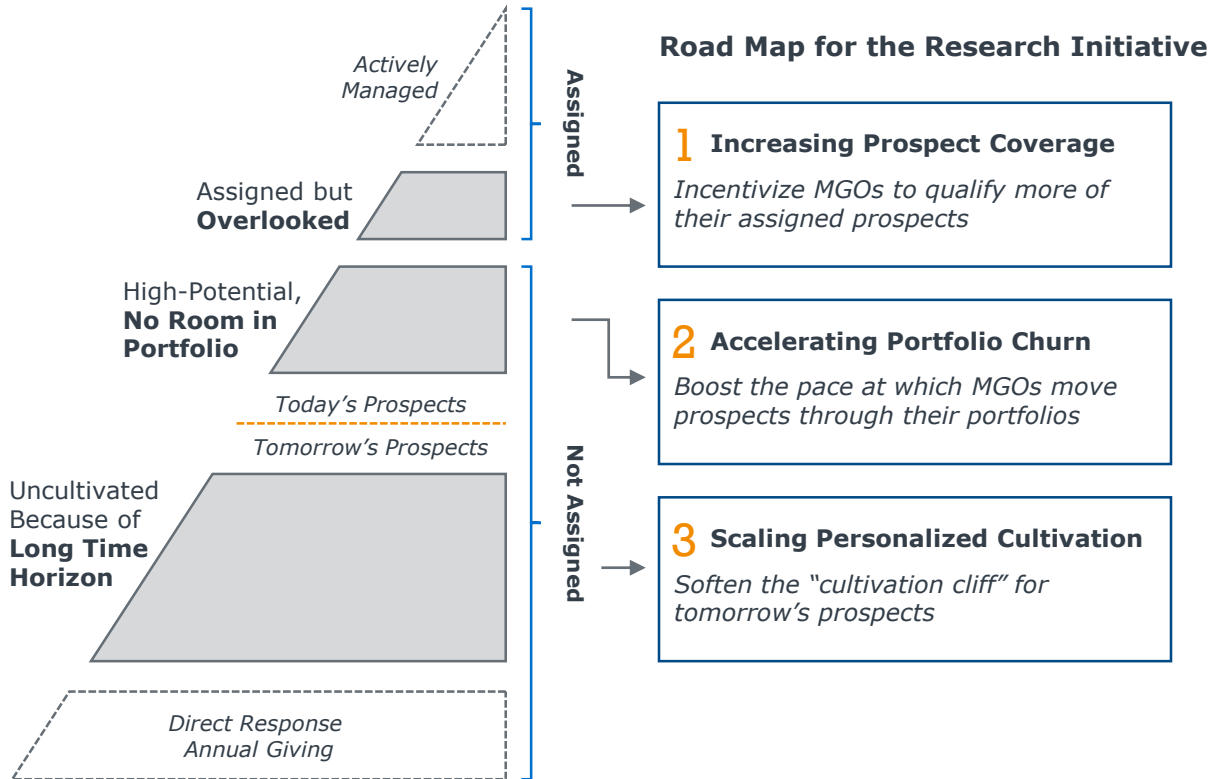 Road Map for the Research Initiative
Actively
Managed
Assigned
Assigned but
Overlooked
1 Increasing Prospect Coverage
Incentivize MGOs to qualify more of
their assigned prospects
High-Potential,
No Room in
Portfolio
2 Accelerating Portfolio Churn
Boost the pace at which MGOs move
prospects through their portfolios
Today’s Prospects
Tomorrow’s Prospects
Not Assigned
Uncultivated
Because of
Long Time
Horizon
3 Scaling Personalized Cultivation
Soften the “cultivation cliff” for
tomorrow’s prospects
Direct Response
Annual Giving